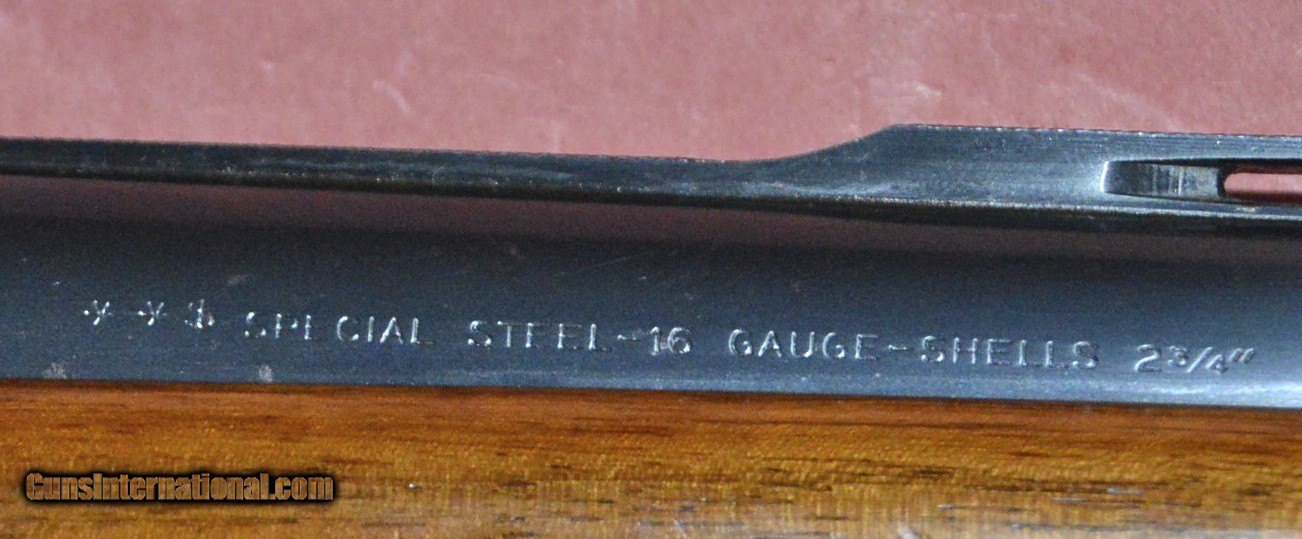 **$ SPECIAL STEEL-16 GAUGE-SHELLS 2¾"
GunsInternational.com